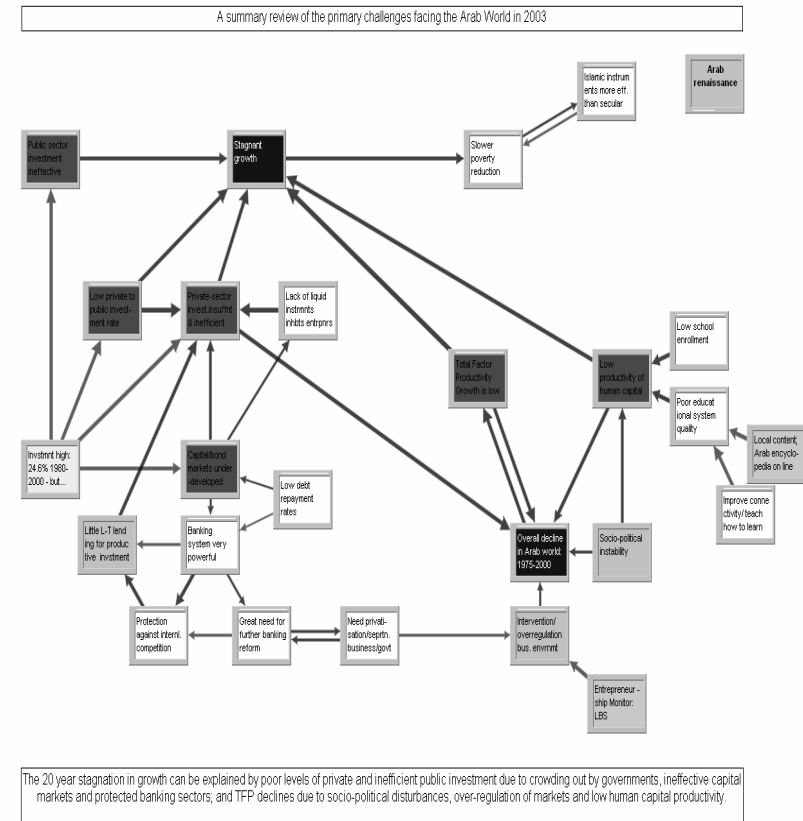 A summary review of the primary challenges facing the Arab World in 2003
Islamic instrum
ents more eff.
than secular
Arab
renaissance
Public sector
investment
ineffective
Stagnant
growth
Slower
poverty
reduction
Low private to
public invest-
ment rate
Private-sector
invest.insuffnt
& inefficient
Lack of liquid
instrmnts
inhbts entrpnrs
Low school
enrollment
Total Factor
Productivity
Growth is low
Low
productivity of
human capital
Poor educat
ional system
quality
Local content;
Arab encyclo-
pedia on line
Invstmnt high:
24.6% 1980-
2000 - but...
Capital/bond
markets under
-developed
Low debt
repayment
rates
Improve conne
ctivity/ teach
how to learn
Little L-T lend
ing for produc
tive invstment
Banking
system very
powerful
Overall decline
in Arab world:
1975-2000
Socio-political
instability
Protection
against internl.
competition
Great need for
further banking
reform
Need privati-
sation/seprtn.
business/govt
Intervention/
overregulation
bus. envrnmt
Entrepreneur -
ship Monitor:
LBS
The 20 year stagnation in growth can be explained by poor levels of private and inefficient public investment due to crowding out by governments, ineffective capital
markets and protected banking sectors; and TFP declines due to socio-political disturbances, over-regulation of markets and low human capital productivity.